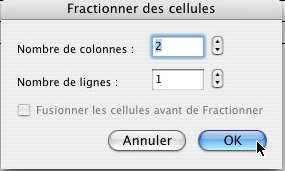 Fractionner des cellules
Nombre de colonnes : 2
Nombre de lignes : 1
Fusionner les cellules avant de Fractionner
Annuler OK